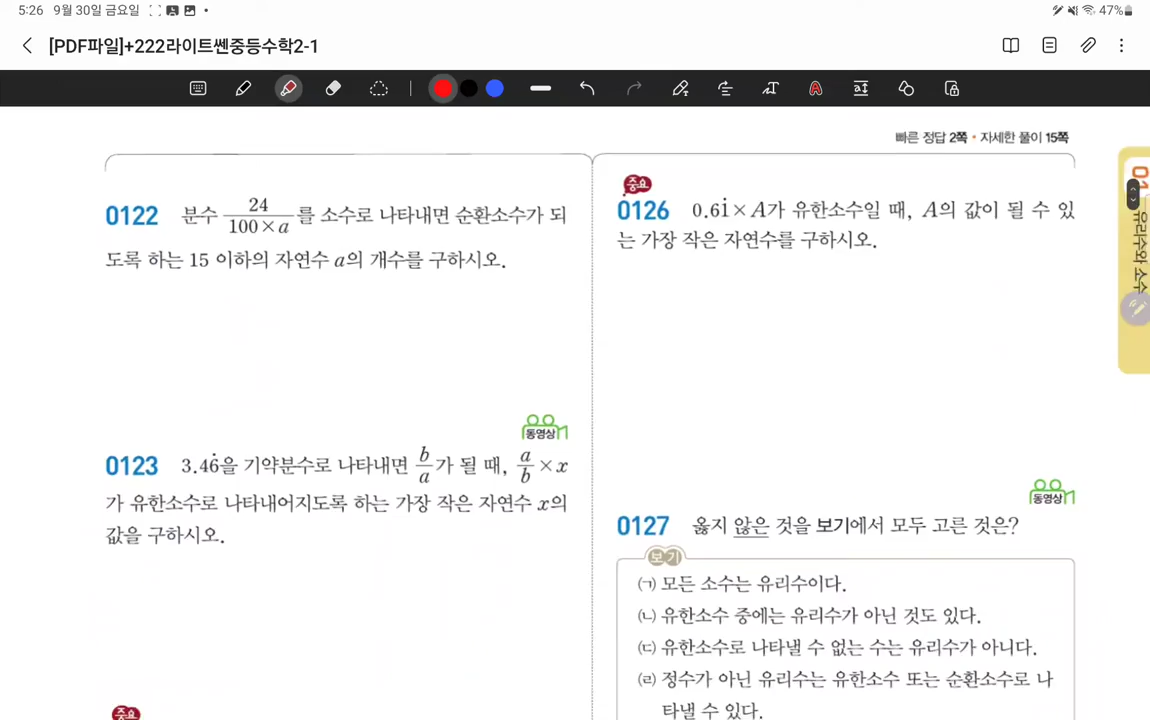 5:26 9월 30일 금요일 47%
[PDF파일]+222라이트쎈중등수학2-1
빠른 정답 2쪽 • 자세한 풀이 15쪽
0122 분수 24/(100×a)를 소수로 나타내면 순환소수가 되
도록 하는 15 이하의 자연수 a의 개수를 구하시오.
동영상
0123 3.46̇을 기약분수로 나타내면 b/a가 될 때, a/b×x
가 유한소수로 나타내어지도록 하는 가장 작은 자연수 x의
값을 구하시오.
중요
중요
0126 0.61̇×A가 유한소수일 때, A의 값이 될 수 있
는 가장 작은 자연수를 구하시오.
동영상
0127 옳지 않은 것을 보기에서 모두 고른 것은?
보기
㈀ 모든 소수는 유리수이다.
㈁ 유한소수 중에는 유리수가 아닌 것도 있다.
㈂ 유한소수로 나타낼 수 없는 수는 유리수가 아니다.
㈃ 정수가 아닌 유리수는 유한소수 또는 순환소수로 나
타낼 수 있다.
유리수와 소수